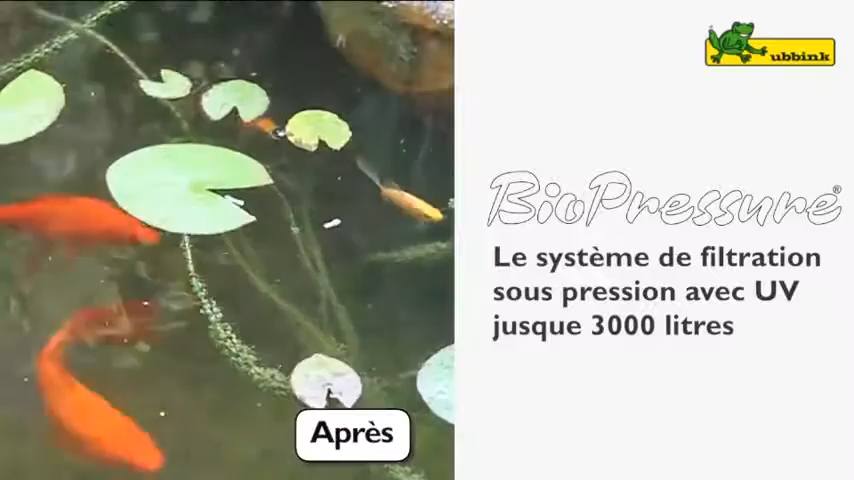 ubbink
BioPressure®
Le système de filtration
sous pression avec UV
jusque 3000 litres
Après